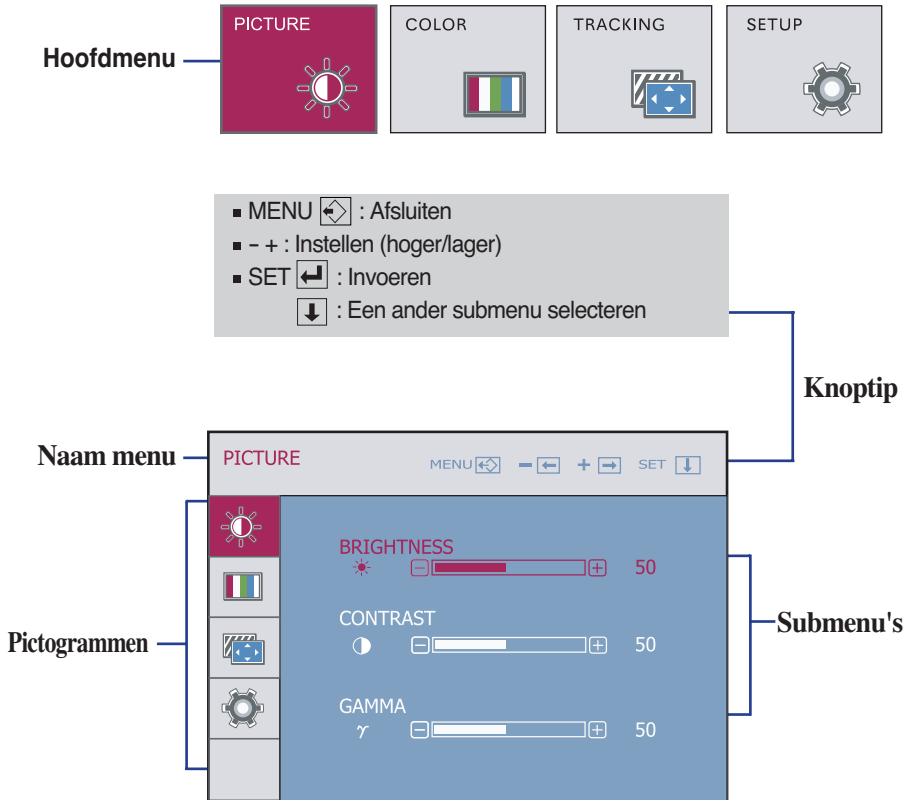 PICTURE COLOR TRACKING SETUP
Hoofdmenu
▪ MENU : Afsluiten
▪ - + : Instellen (hoger/lager)
▪ SET : Invoeren
: Een ander submenu selecteren
Knoptip
Naam menu
PICTURE MENU - + SET
BRIGHTNESS
50
CONTRAST
50
GAMMA
γ 50
Pictogrammen
Submenu's